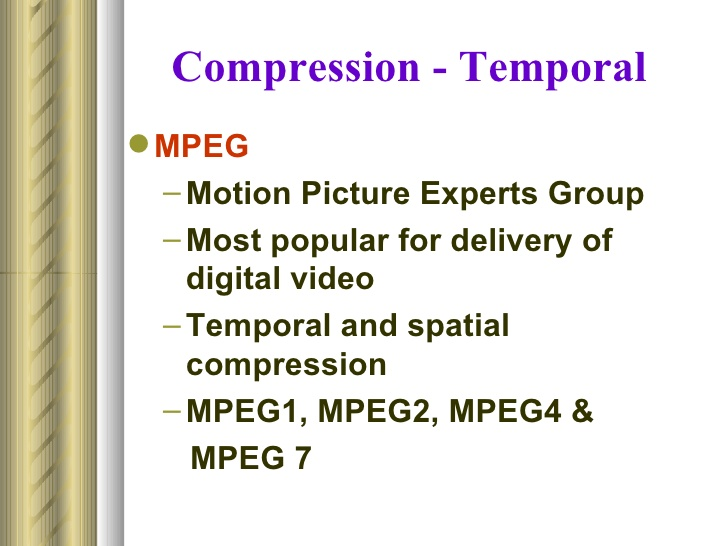 Compression - Temporal
MPEG
– Motion Picture Experts Group
– Most popular for delivery of
digital video
– Temporal and spatial
compression
– MPEG1, MPEG2, MPEG4 &
MPEG 7